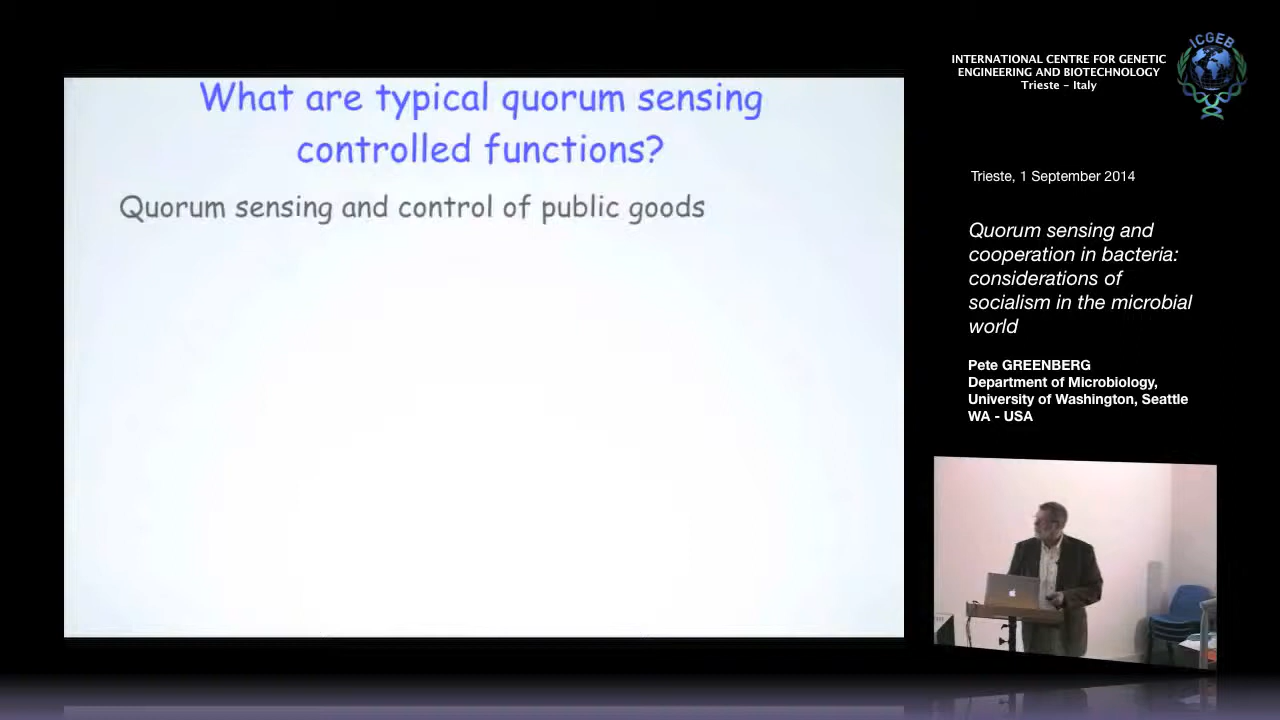 What are typical quorum sensing
controlled functions?
Quorum sensing and control of public goods
INTERNATIONAL CENTRE FOR GENETIC
ENGINEERING AND BIOTECHNOLOGY
Trieste - Italy
ICGEB
Trieste, 1 September 2014
Quorum sensing and
cooperation in bacteria:
considerations of
socialism in the microbial
world
Pete GREENBERG
Department of Microbiology,
University of Washington, Seattle
WA - USA